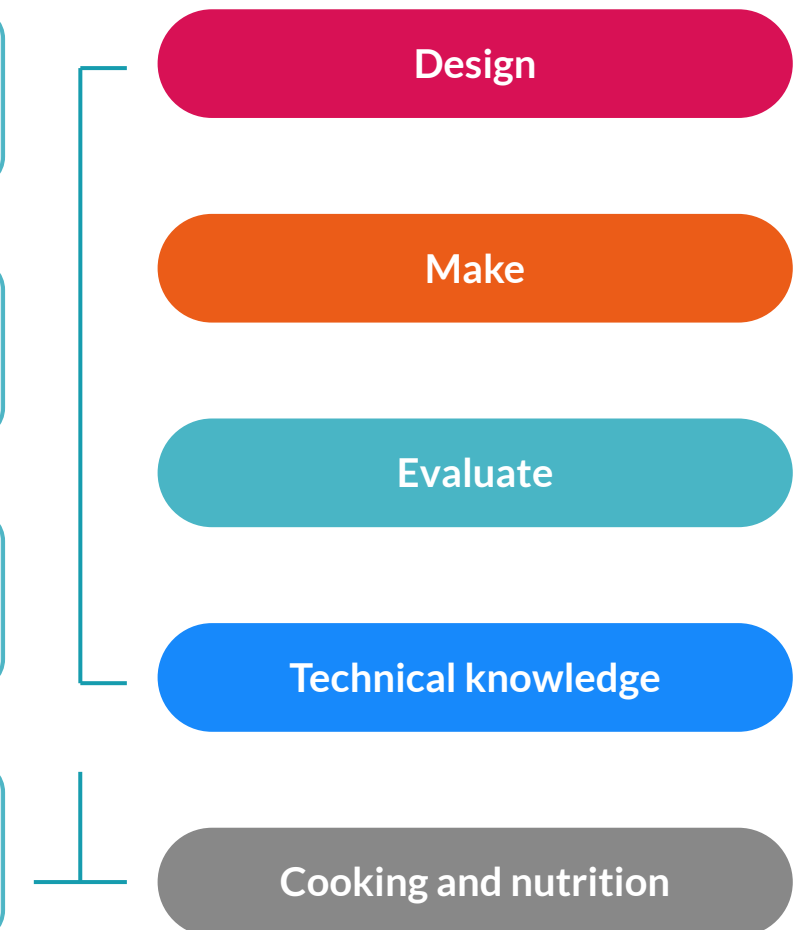 Design
Make
Evaluate
Technical knowledge
Cooking and nutrition